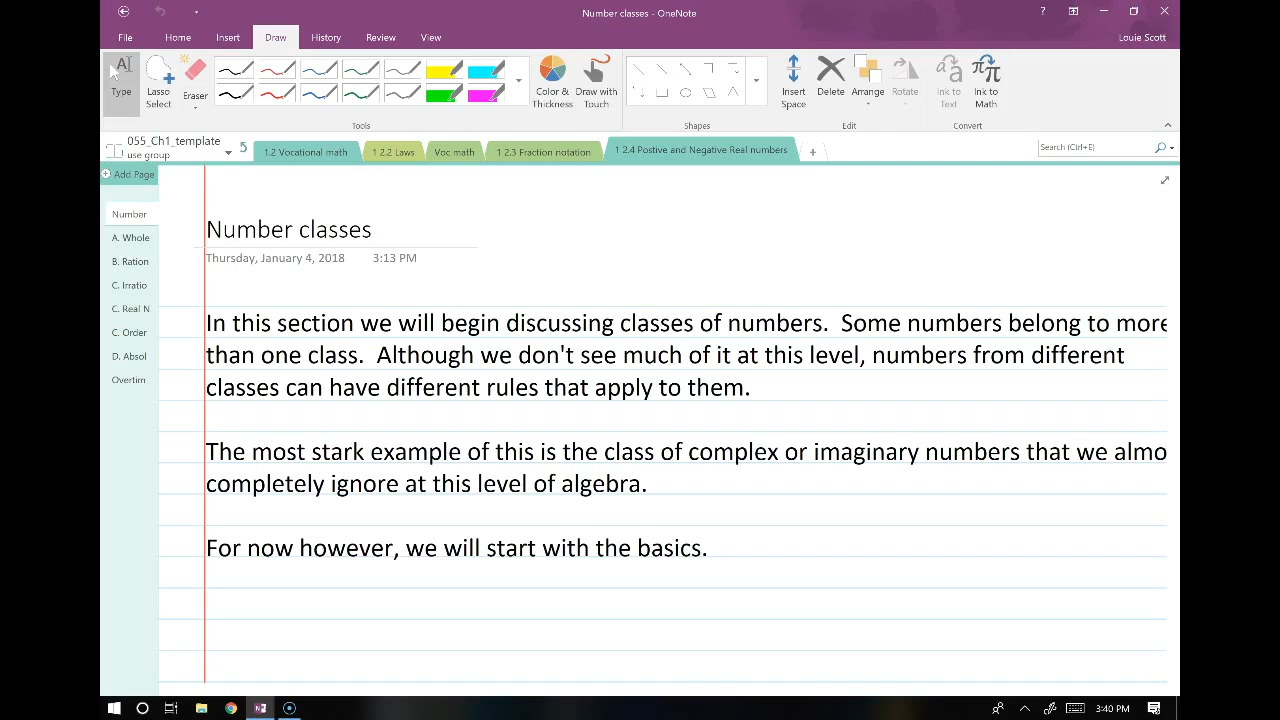 Number classes - OneNote
?
File Home Insert Draw History Review View Louie Scott
Type
Lasso Select
Eraser
Color & Thickness
Draw with Touch
Insert Space
Delete
Arrange
Rotate
Ink to Text
Ink to Math
Tools Shapes Edit Convert
055_Ch1_template
use group
1.2 Vocational math 1.2.2 Laws Voc math 1.2.3 Fraction notation 1 2.4 Postive and Negative Real numbers Search (Ctrl+E)
Add Page
Number
A. Whole
B. Ration
C. Irratio
C. Real N
C. Order
D. Absol
Overtim
Number classes
Thursday, January 4, 2018 3:13 PM
In this section we will begin discussing classes of numbers. Some numbers belong to more
than one class. Although we don't see much of it at this level, numbers from different
classes can have different rules that apply to them.
The most stark example of this is the class of complex or imaginary numbers that we almo
completely ignore at this level of algebra.
For now however, we will start with the basics.
3:40 PM